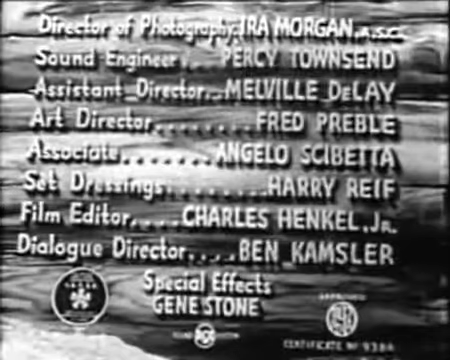 Director of Photography. IRA MORGAN, A.S.C.
Sound Engineer... PERCY TOWNSEND
Assistant Director... MELVILLE DeLAY
Art Director........ FRED PREBLE
Associate........ANGELO SCIBETTA
Set Dressings........HARRY REIF
Film Editor.....CHARLES HENKEL, Jr.
Dialogue Director....BEN KAMSLER
Special Effects
GENE STONE
APPROVED
CERTIFICATE No